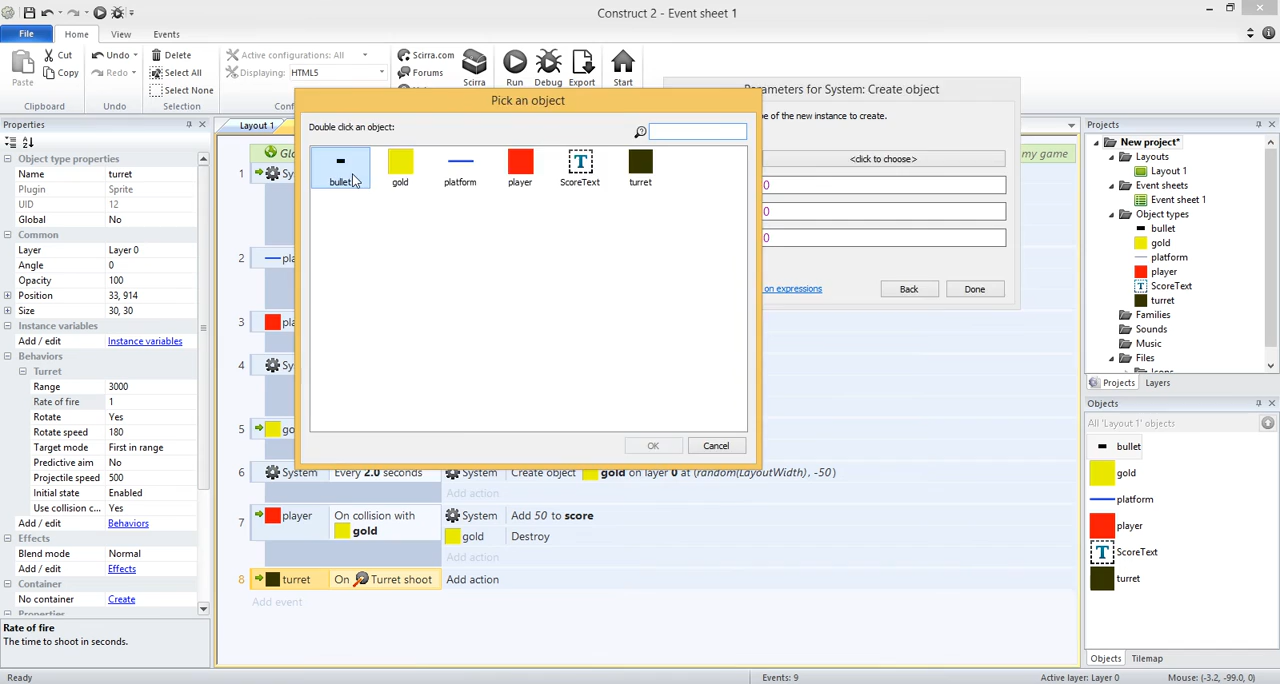 Construct 2 - Event sheet 1
File
Home
View
Events
Paste
Cut
Copy
Clipboard
Undo
Redo
Undo
Delete
Select All
Select None
Selection
Active configurations: All
Displaying: HTML5
Scirra.com
Forums
Scirra
Run
Debug
Export
Start
Properties
Object type properties
Name turret
Plugin Sprite
UID 12
Global No
Common
Layer Layer 0
Angle 0
Opacity 100
Position 33, 914
Size 30, 30
Instance variables
Add / edit Instance variables
Behaviors
Turret
Range 3000
Rate of fire 1
Rotate Yes
Rotate speed 180
Target mode First in range
Predictive aim No
Projectile speed 500
Initial state Enabled
Use collision c... Yes
Add / edit Behaviors
Effects
Blend mode Normal
Add / edit Effects
Container
No container Create
Rate of fire
The time to shoot in seconds.
Ready
Layout 1
my game
1
2
3
4
5
6
7
8
Pick an object
Double click an object:
bullet
gold
platform
player
T
ScoreText
turret
OK
Cancel
Parameters for System: Create object
pe of the new instance to create.
<click to choose>
0
0
0
on expressions
Back
Done
System Every 2.0 seconds
System Create object gold on layer 0 at (random(LayoutWidth), -50)
Add action
player On collision with
gold
System Add 50 to score
gold Destroy
Add action
turret On Turret shoot
Add action
Add event
Projects
New project*
Layouts
Layout 1
Event sheets
Event sheet 1
Object types
bullet
gold
platform
player
T ScoreText
turret
Families
Sounds
Music
Files
Projects
Layers
Objects
All 'Layout 1' objects
bullet
gold
platform
player
T ScoreText
turret
Objects
Tilemap
Events: 9
Active layer: Layer 0
Mouse: (-3.2, -99.0, 0)